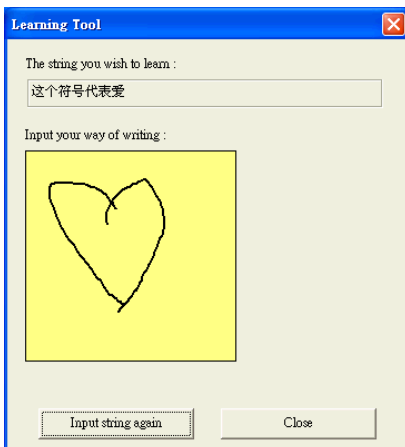 Learning Tool
The string you wish to learn :
这个符号代表爱
Input your way of writing :
Input string again
Close